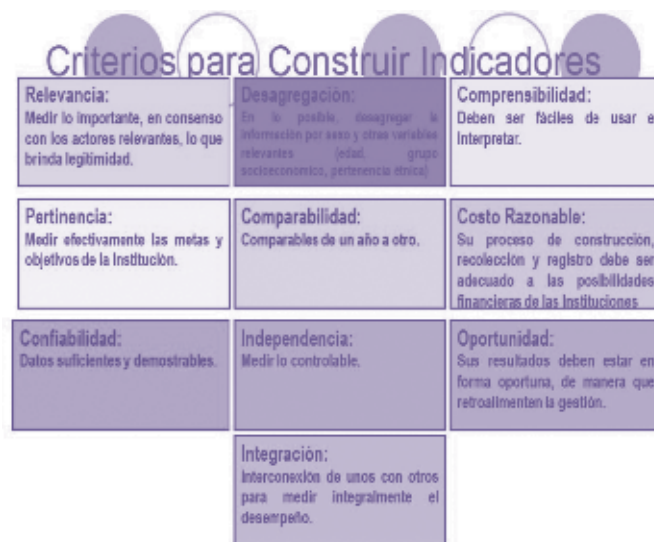 Criterios para Construir Indicadores
Relevancia:
Medir lo importante, en consenso
con los actores relevantes, lo que
brinda legitimidad.
Desagregación:
En lo posible, desagregar la
información por sexo y otras variables
relevantes (edad, grupo
socioeconomico, pertenencia étnica)
Comprensibilidad:
Deben ser fáciles de usar e
Interpretar.
Pertinencia:
Medir efectivamente las metas y
objetivos de la Institución.
Comparabilidad:
Comparables de un año a otro.
Costo Razonable:
Su proceso de construcción,
recolección y registro debe ser
adecuado a las posibilidades
financieras de las Instituciones
Confiabilidad:
Datos suficientes y demostrables.
Independencia:
Medir lo controlable.
Oportunidad:
Sus resultados deben estar en
forma oportuna, de manera que
retroalimenten la gestión.
Integración:
Interconexión de unos con otros
para medir integralmente el
desempeño.